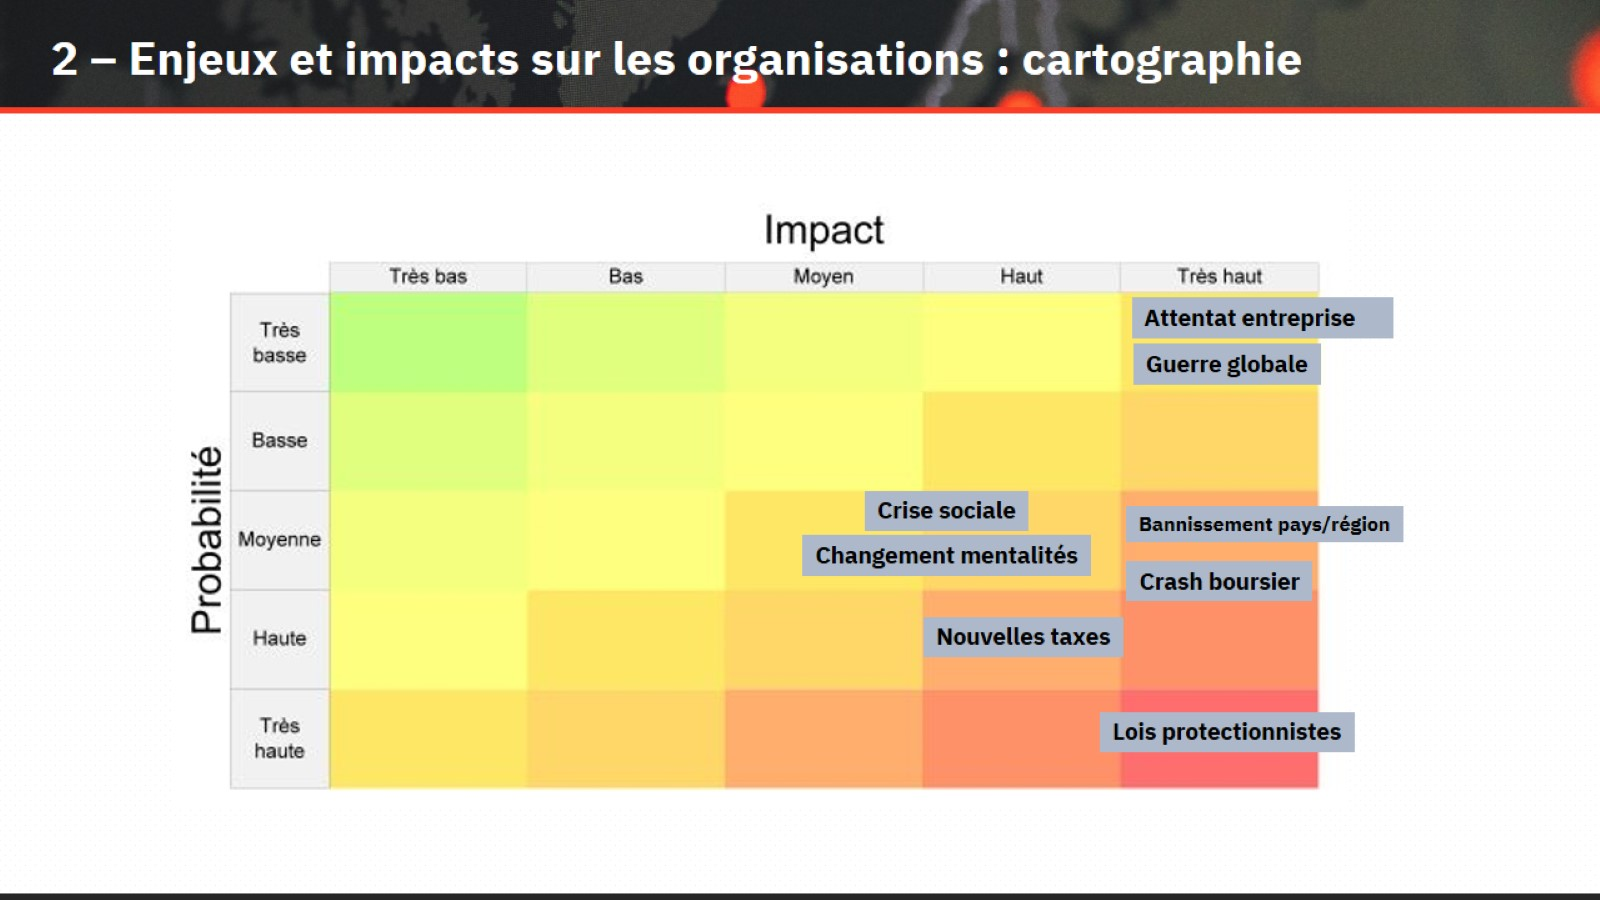 2 – Enjeux et impacts sur les organisations : cartographie
Impact
Très bas
Bas
Moyen
Haut
Très haut
Probabilité
Très
basse
Attentat entreprise
Guerre globale
Basse
Moyenne
Crise sociale
Changement mentalités
Bannissement pays/région
Crash boursier
Haute
Nouvelles taxes
Très
haute
Lois protectionnistes